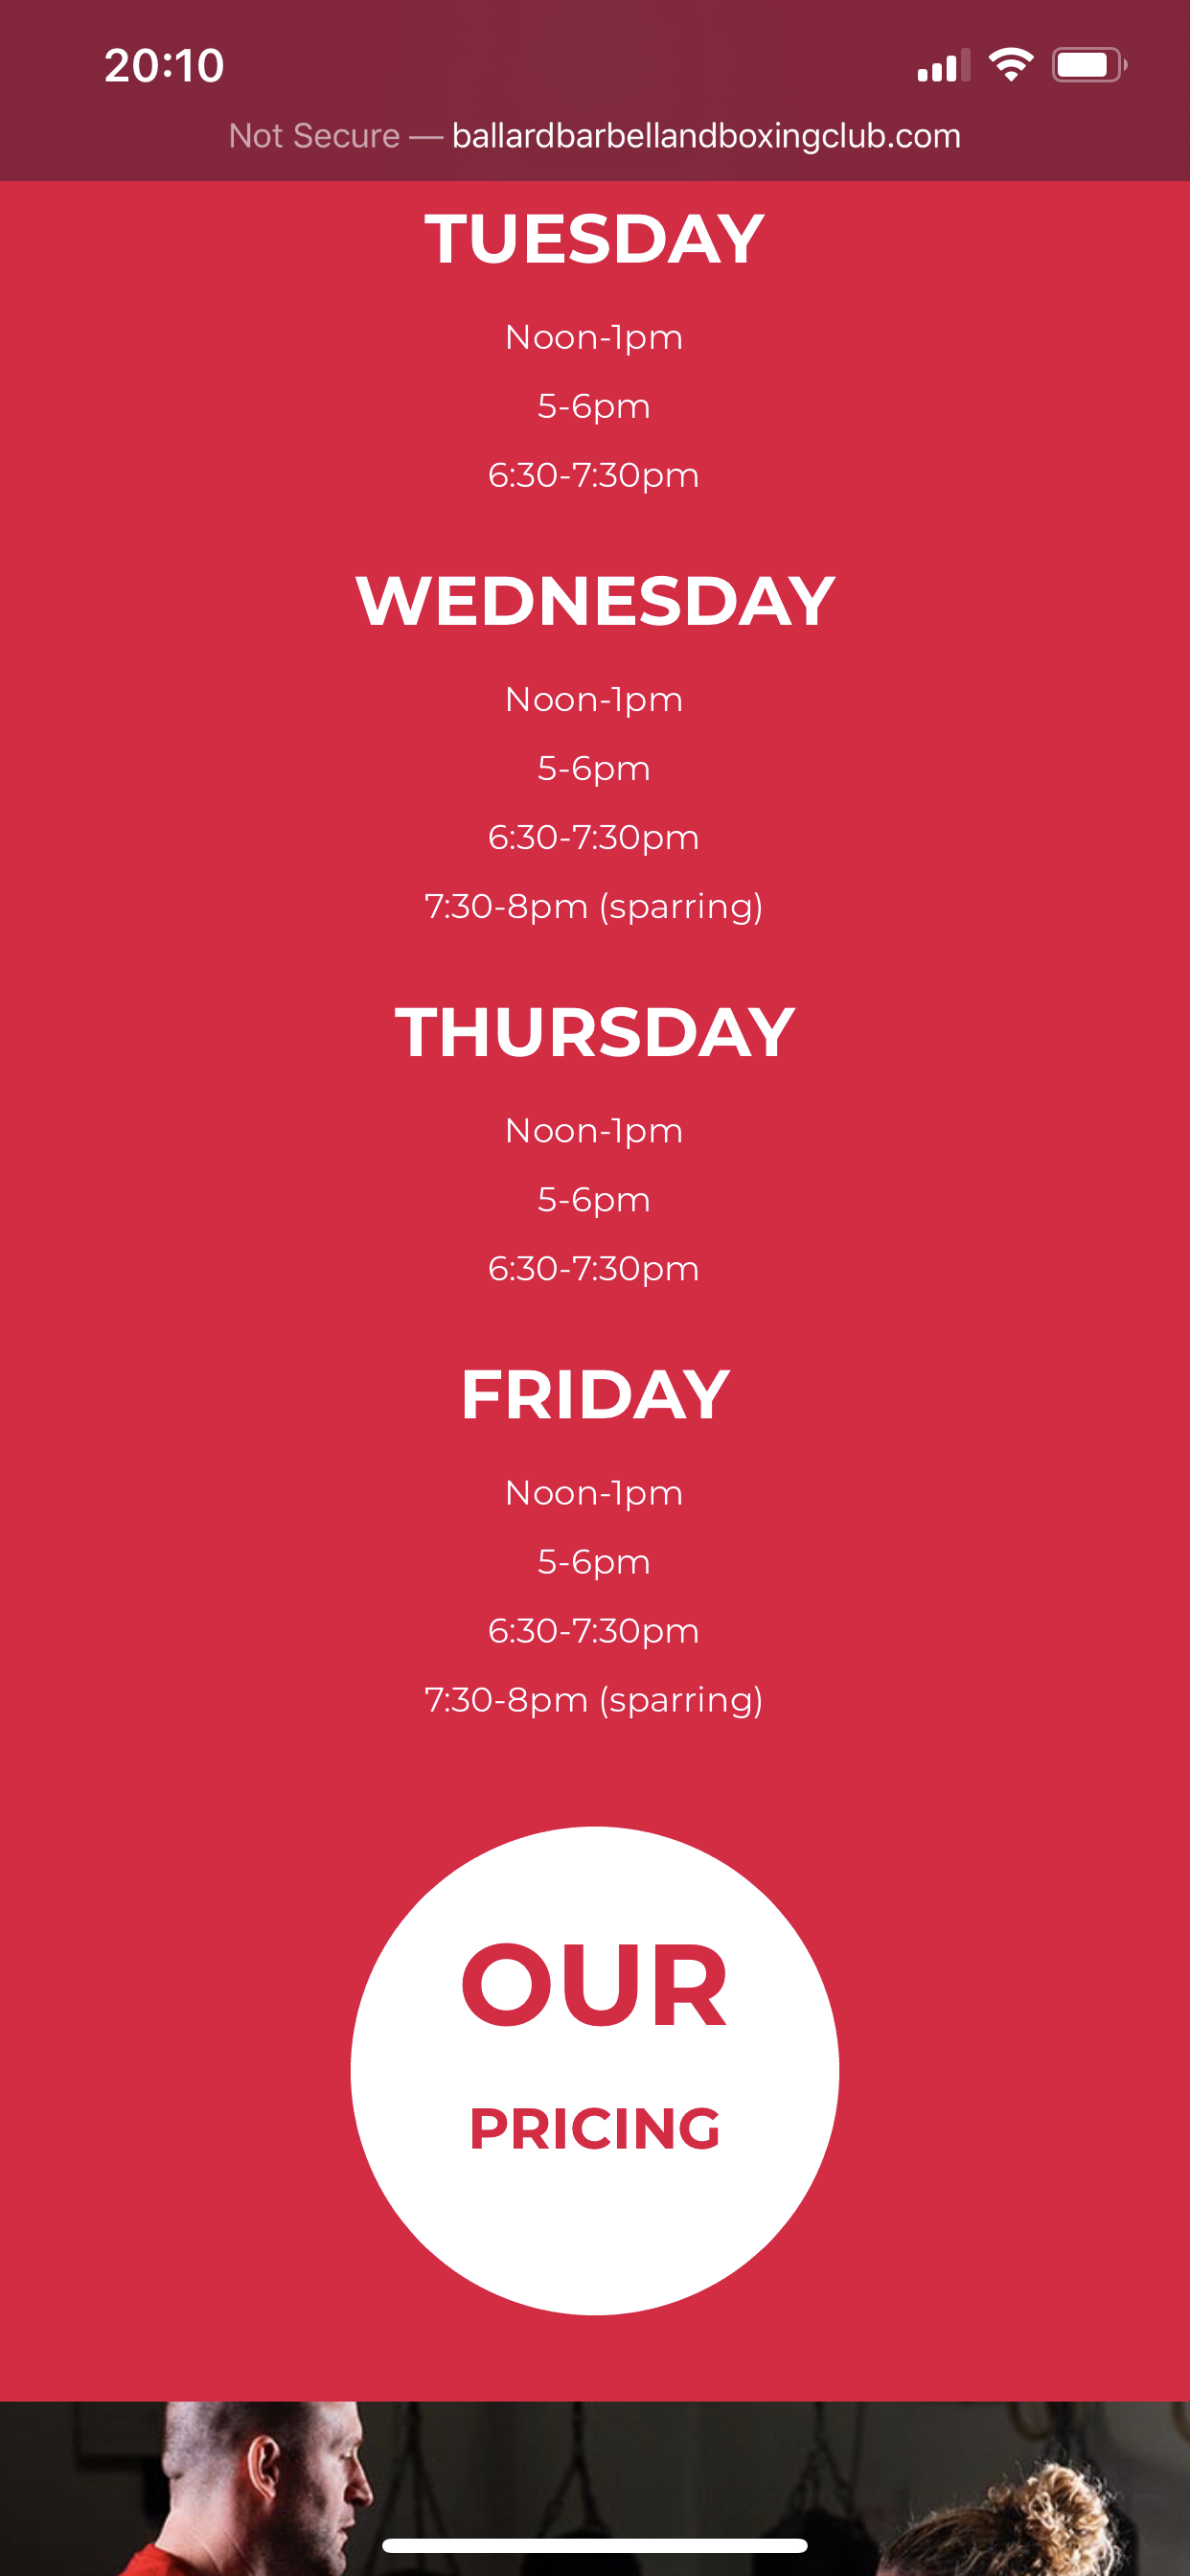 20:10
Not Secure — ballardbarbellandboxingclub.com
TUESDAY
Noon-1pm
5-6pm
6:30-7:30pm
WEDNESDAY
Noon-1pm
5-6pm
6:30-7:30pm
7:30-8pm (sparring)
THURSDAY
Noon-1pm
5-6pm
6:30-7:30pm
FRIDAY
Noon-1pm
5-6pm
6:30-7:30pm
7:30-8pm (sparring)
OUR
PRICING